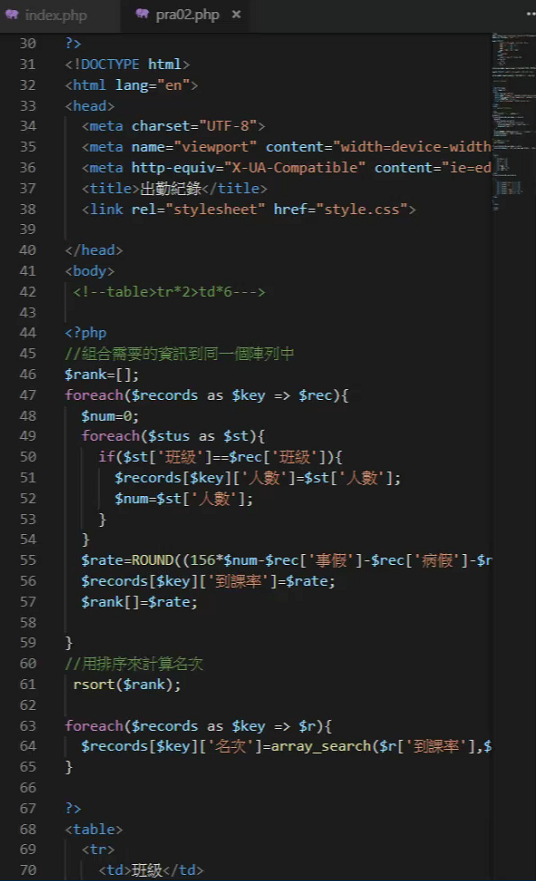 index.php pra02.php ×
30 ?>
31 <!DOCTYPE html>
32 <html lang="en">
33 <head>
34 <meta charset="UTF-8">
35 <meta name="viewport" content="width=device-width
36 <meta http-equiv="X-UA-Compatible" content="ie=ed
37 <title>出勤紀錄</title>
38 <link rel="stylesheet" href="style.css">
39
40 </head>
41 <body>
42 <!--table>tr*2>td*6--->
43
44 <?php
45 //組合需要的資訊到同一個陣列中
46 $rank=[];
47 foreach($records as $key => $rec){
48 $num=0;
49 foreach($stus as $st){
50 if($st['班級']==$rec['班級']){
51 $records[$key]['人數']=$st['人數'];
52 $num=$st['人數'];
53 }
54 }
55 $rate=ROUND((156*$num-$rec['事假']-$rec['病假']-$r
56 $records[$key]['到課率']=$rate;
57 $rank[]=$rate;
58
59 }
60 //用排序來計算名次
61 rsort($rank);
62
63 foreach($records as $key => $r){
64 $records[$key]['名次']=array_search($r['到課率'],$
65 }
66
67 ?>
68 <table>
69 <tr>
70 <td>班級</td>